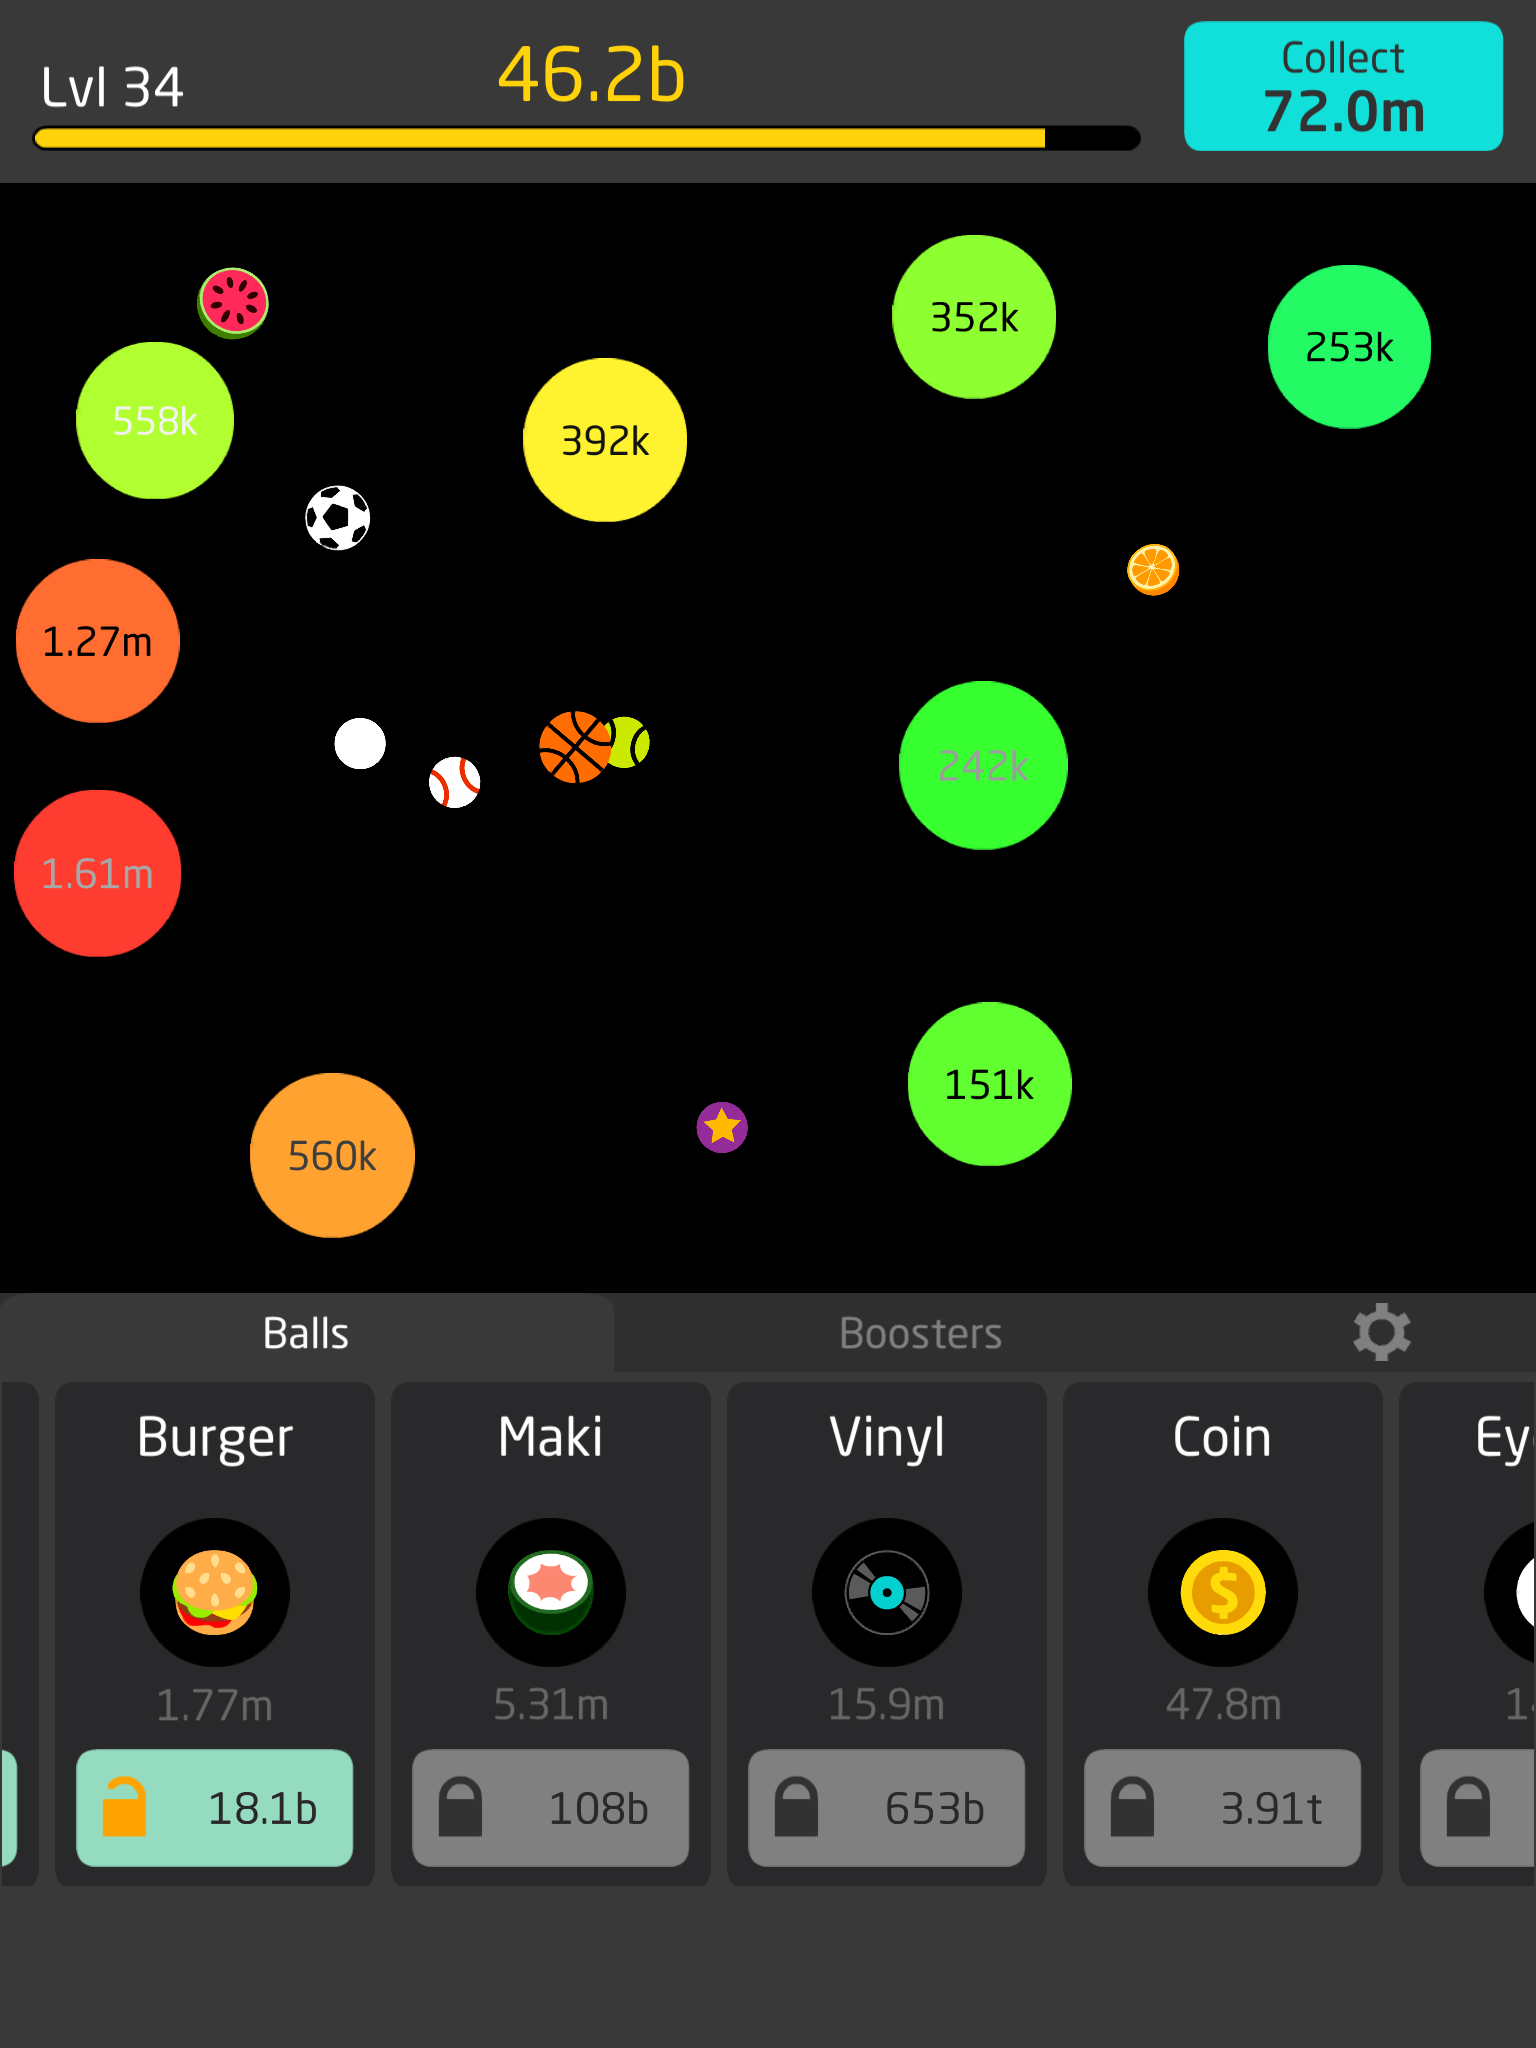 Lvl 34
46.2b
Collect
72.0m
352k
253k
558k
392k
1.27m
242k
1.61m
151k
560k
Balls
Boosters
Burger
Maki
Vinyl
Coin
1.77m
5.31m
15.9m
47.8m
18.1b
108b
653b
3.91t